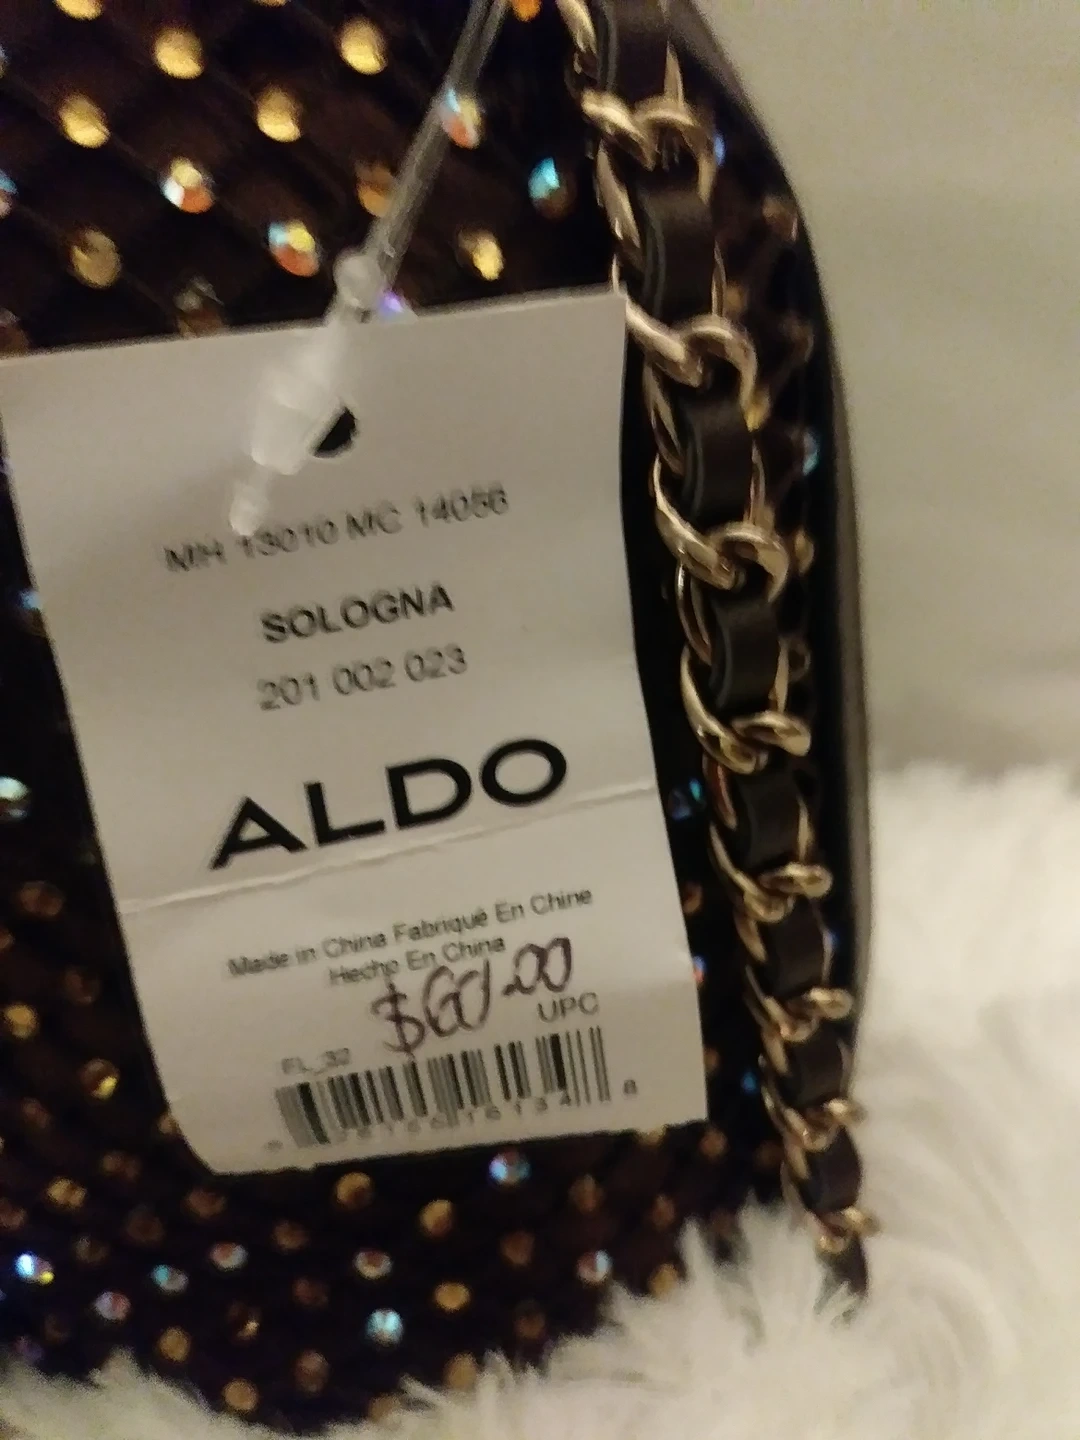 MH 13010 MC 14056
SOLOGNA
201 002 023
ALDO
Made in China Fabriqué En Chine
Hecho En China
$60.00
UPC
FL_32
8